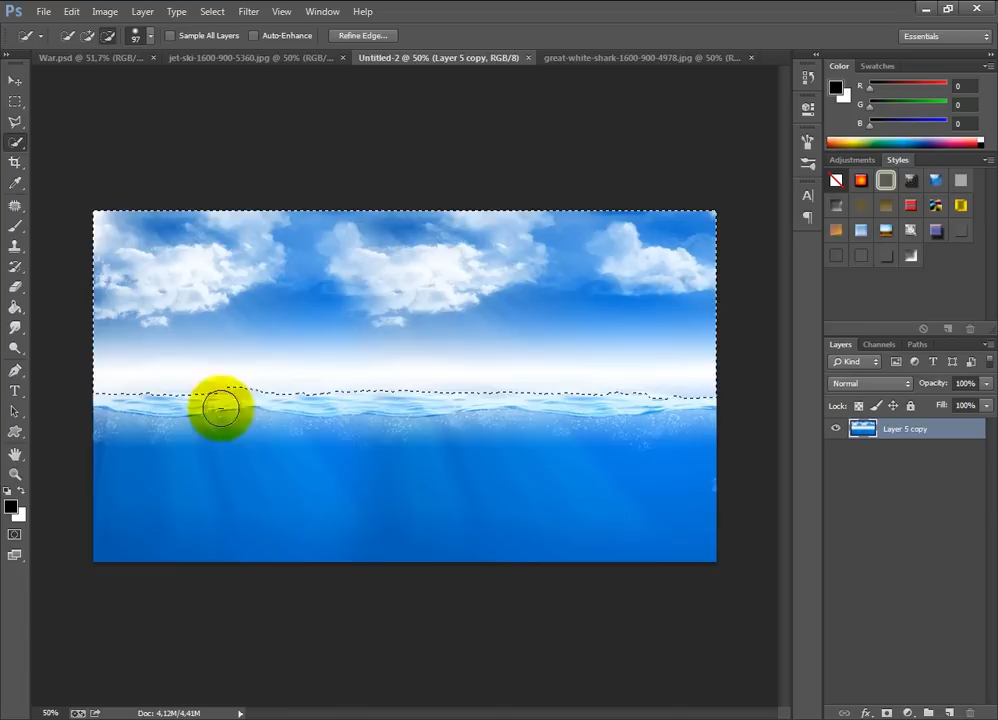 Ps File Edit Image Layer Type Select Filter View Window Help
97 Sample All Layers Auto-Enhance Refine Edge... Essentials
War.psd @ 51,7% (RGB/... × jet-ski-1600-900-5360.jpg @ 50% (RGB/... × Untitled-2 @ 50% (Layer 5 copy, RGB/8) × great-white-shark-1600-900-4978.jpg @ 50% (R... ×
Color Swatches
R 0
G 0
B 0
Adjustments Styles
Layers Channels Paths
Kind
Normal Opacity: 100%
Lock: Fill: 100%
Layer 5 copy
50% Doc: 4,12M/4,41M